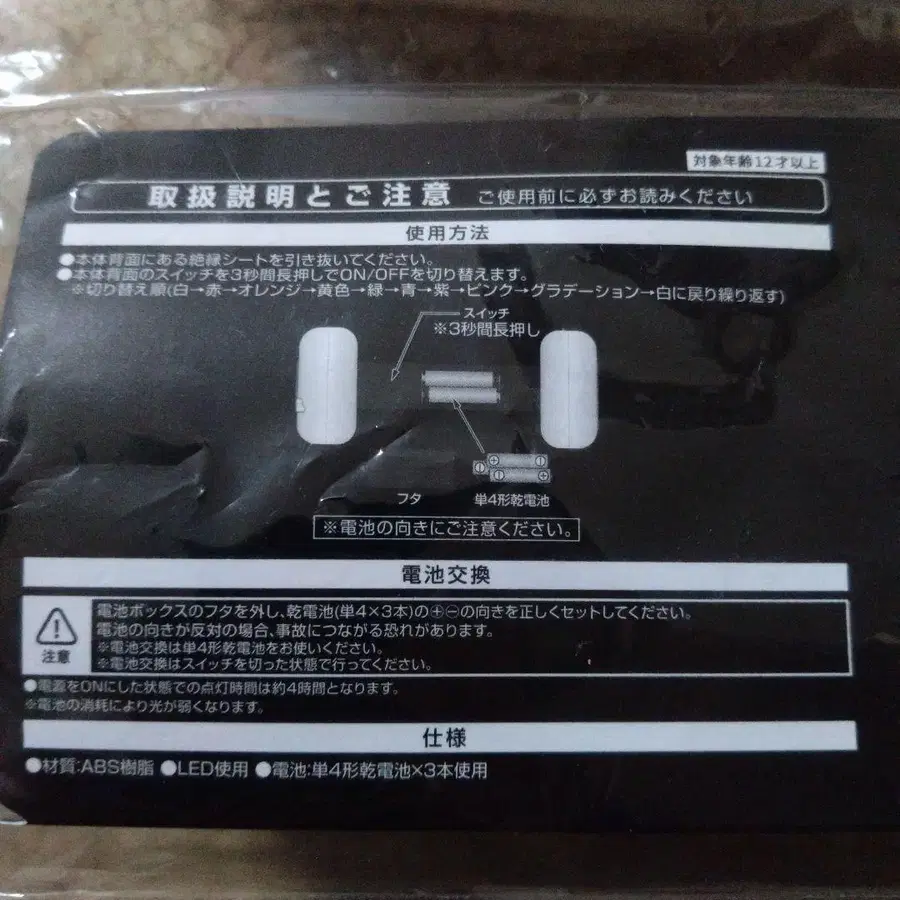 対象年齢12才以上
取扱説明とご注意 ご使用前に必ずお読みください
使用方法
●本体背面にある絶縁シートを引き抜いてください。
●本体背面のスイッチを3秒間長押しでON/OFFを切り替えます。
※切り替え順(白→赤→オレンジ→黄色→緑→青→紫→ピンク→グラデーション→白に戻り繰り返す)
スイッチ
※3秒間長押し
フタ 単4形乾電池
※電池の向きにご注意ください。
電池交換
注意
電池ボックスのフタを外し、乾電池(単4×3本)の⊕⊖の向きを正しくセットしてください。
電池の向きが反対の場合、事故につながる恐れがあります。
※電池交換は単4形乾電池をお使いください。
※電池交換はスイッチを切った状態で行ってください。
●電源をONにした状態での点灯時間は約4時間となります。
※電池の消耗により光が弱くなります。
仕様
●材質:ABS樹脂 ●LED使用 ●電池:単4形乾電池×3本使用